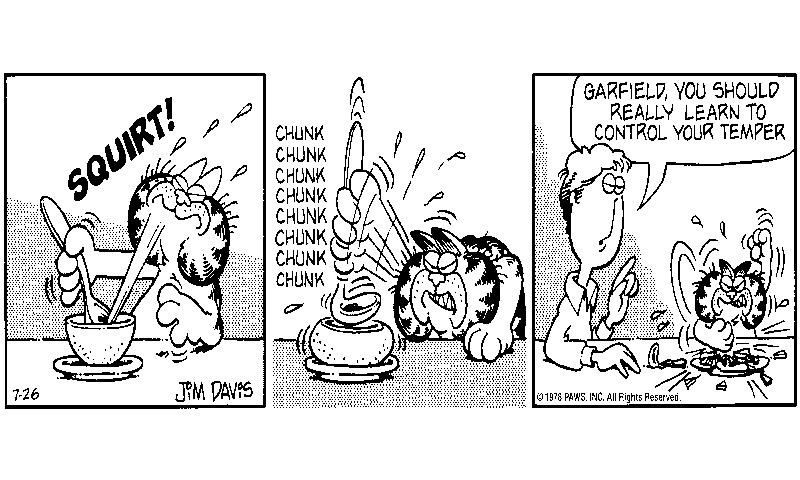 SQUIRT!
7-26
JIM DAVIS
CHUNK
CHUNK
CHUNK
CHUNK
CHUNK
CHUNK
CHUNK
CHUNK
GARFIELD, YOU SHOULD
REALLY LEARN TO
CONTROL YOUR TEMPER
© 1978 PAWS, INC. All Rights Reserved.